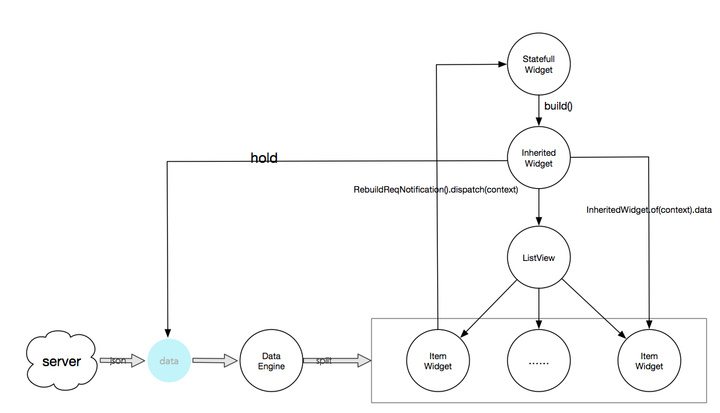 Statefull
Widget
build()
Inherited
Widget
hold
RebuildReqNotification().dispatch(context)
InheritedWidget.of(context).data
ListView
server
json
data
Data
Engine
split
Item
Widget
......
Item
Widget